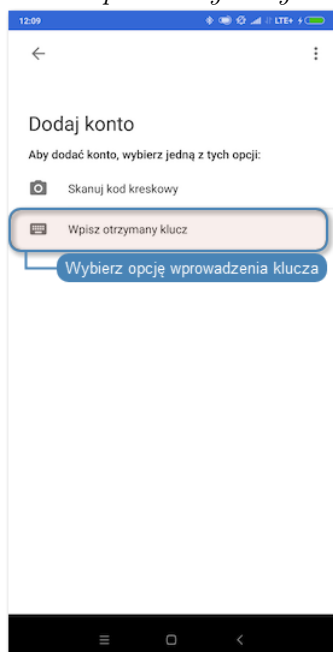 12:09 LTE+
Dodaj konto
Aby dodać konto, wybierz jedną z tych opcji:
Skanuj kod kreskowy
Wpisz otrzymany klucz
Wybierz opcję wprowadzenia klucza